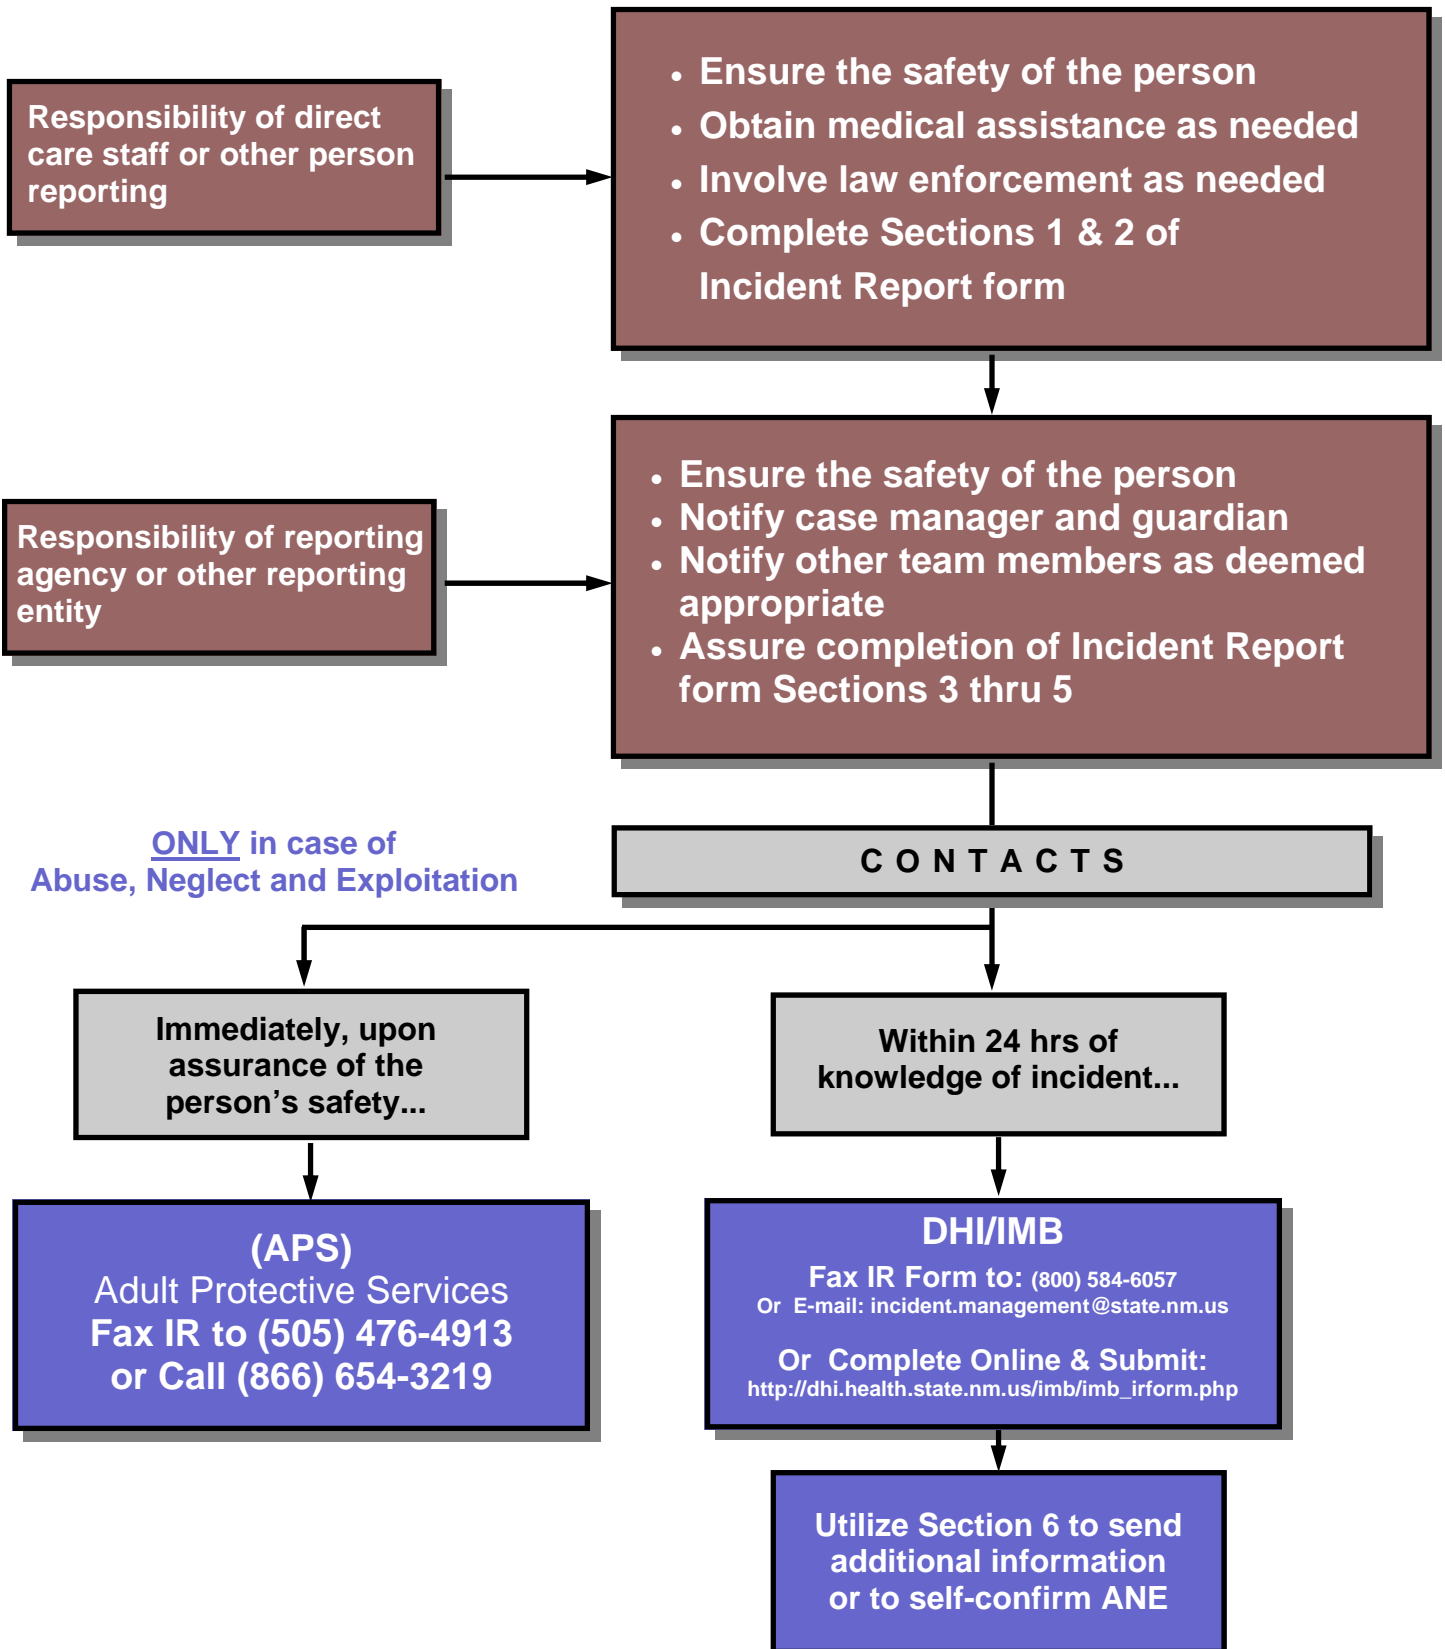 Responsibility of direct
care staff or other person
reporting
• Ensure the safety of the person
• Obtain medical assistance as needed
• Involve law enforcement as needed
• Complete Sections 1 & 2 of
Incident Report form
Responsibility of reporting
agency or other reporting
entity
• Ensure the safety of the person
• Notify case manager and guardian
• Notify other team members as deemed
appropriate
• Assure completion of Incident Report
form Sections 3 thru 5
ONLY in case of
Abuse, Neglect and Exploitation
C O N T A C T S
Immediately, upon
assurance of the
person's safety...
Within 24 hrs of
knowledge of incident...
(APS)
Adult Protective Services
Fax IR to (505) 476-4913
or Call (866) 654-3219
DHI/IMB
Fax IR Form to: (800) 584-6057
Or E-mail: incident.management@state.nm.us
Or Complete Online & Submit:
http://dhi.health.state.nm.us/imb/imb_irform.php
Utilize Section 6 to send
additional information
or to self-confirm ANE